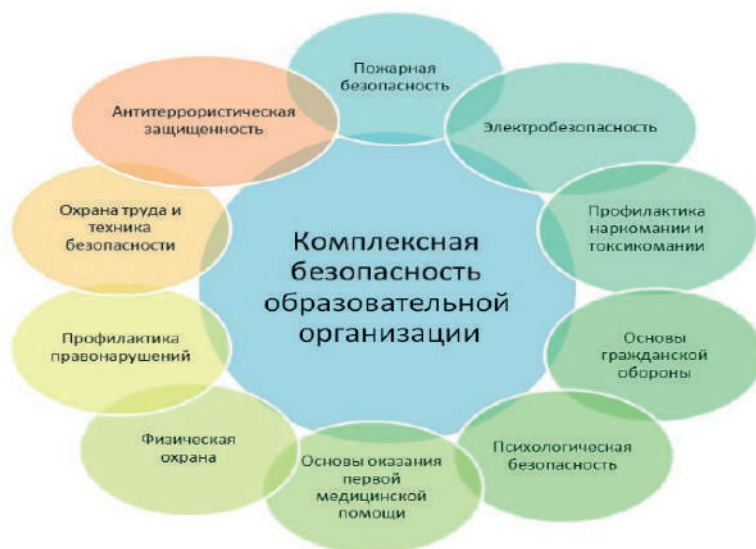 Пожарная
безопасность
Электробезопасность
Профилактика
наркомании и
токсикомании
Основы
гражданской
обороны
Психологическая
безопасность
Основы оказания
первой
медицинской
помощи
Физическая
охрана
Профилактика
правонарушений
Охрана труда и
техника
безопасности
Антитеррористическая
защищенность
Комплексная
безопасность
образовательной
организации